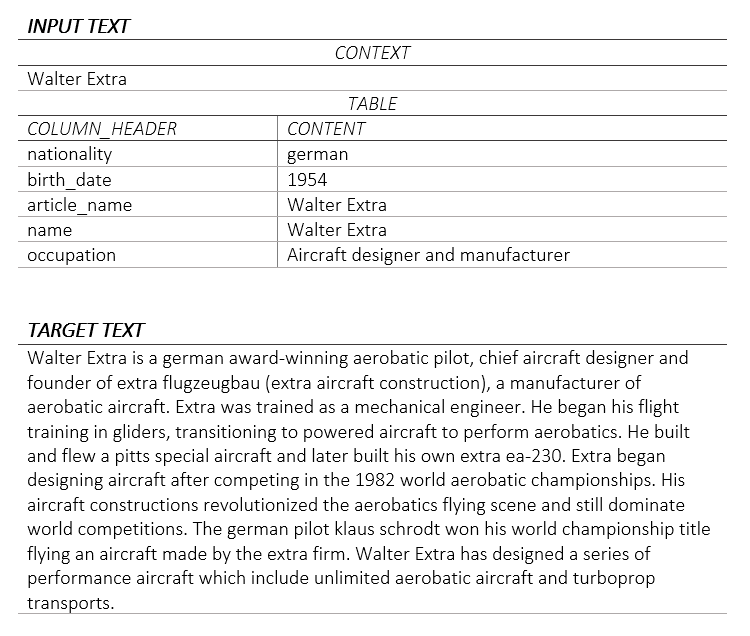 INPUT TEXT
CONTEXT
Walter Extra
TABLE
COLUMN_HEADER CONTENT
nationality german
birth_date 1954
article_name Walter Extra
name Walter Extra
occupation Aircraft designer and manufacturer
TARGET TEXT
Walter Extra is a german award-winning aerobatic pilot, chief aircraft designer and
founder of extra flugzeugbau (extra aircraft construction), a manufacturer of
aerobatic aircraft. Extra was trained as a mechanical engineer. He began his flight
training in gliders, transitioning to powered aircraft to perform aerobatics. He built
and flew a pitts special aircraft and later built his own extra ea-230. Extra began
designing aircraft after competing in the 1982 world aerobatic championships. His
aircraft constructions revolutionized the aerobatics flying scene and still dominate
world competitions. The german pilot klaus schrodt won his world championship title
flying an aircraft made by the extra firm. Walter Extra has designed a series of
performance aircraft which include unlimited aerobatic aircraft and turboprop
transports.